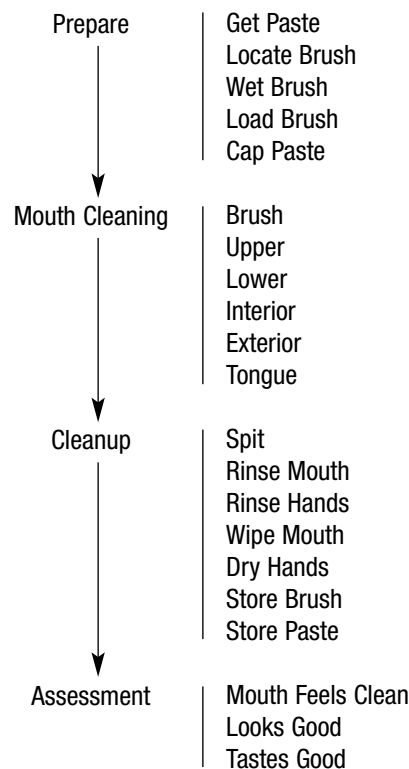 Prepare
Get Paste
Locate Brush
Wet Brush
Load Brush
Cap Paste
Mouth Cleaning
Brush
Upper
Lower
Interior
Exterior
Tongue
Cleanup
Spit
Rinse Mouth
Rinse Hands
Wipe Mouth
Dry Hands
Store Brush
Store Paste
Assessment
Mouth Feels Clean
Looks Good
Tastes Good